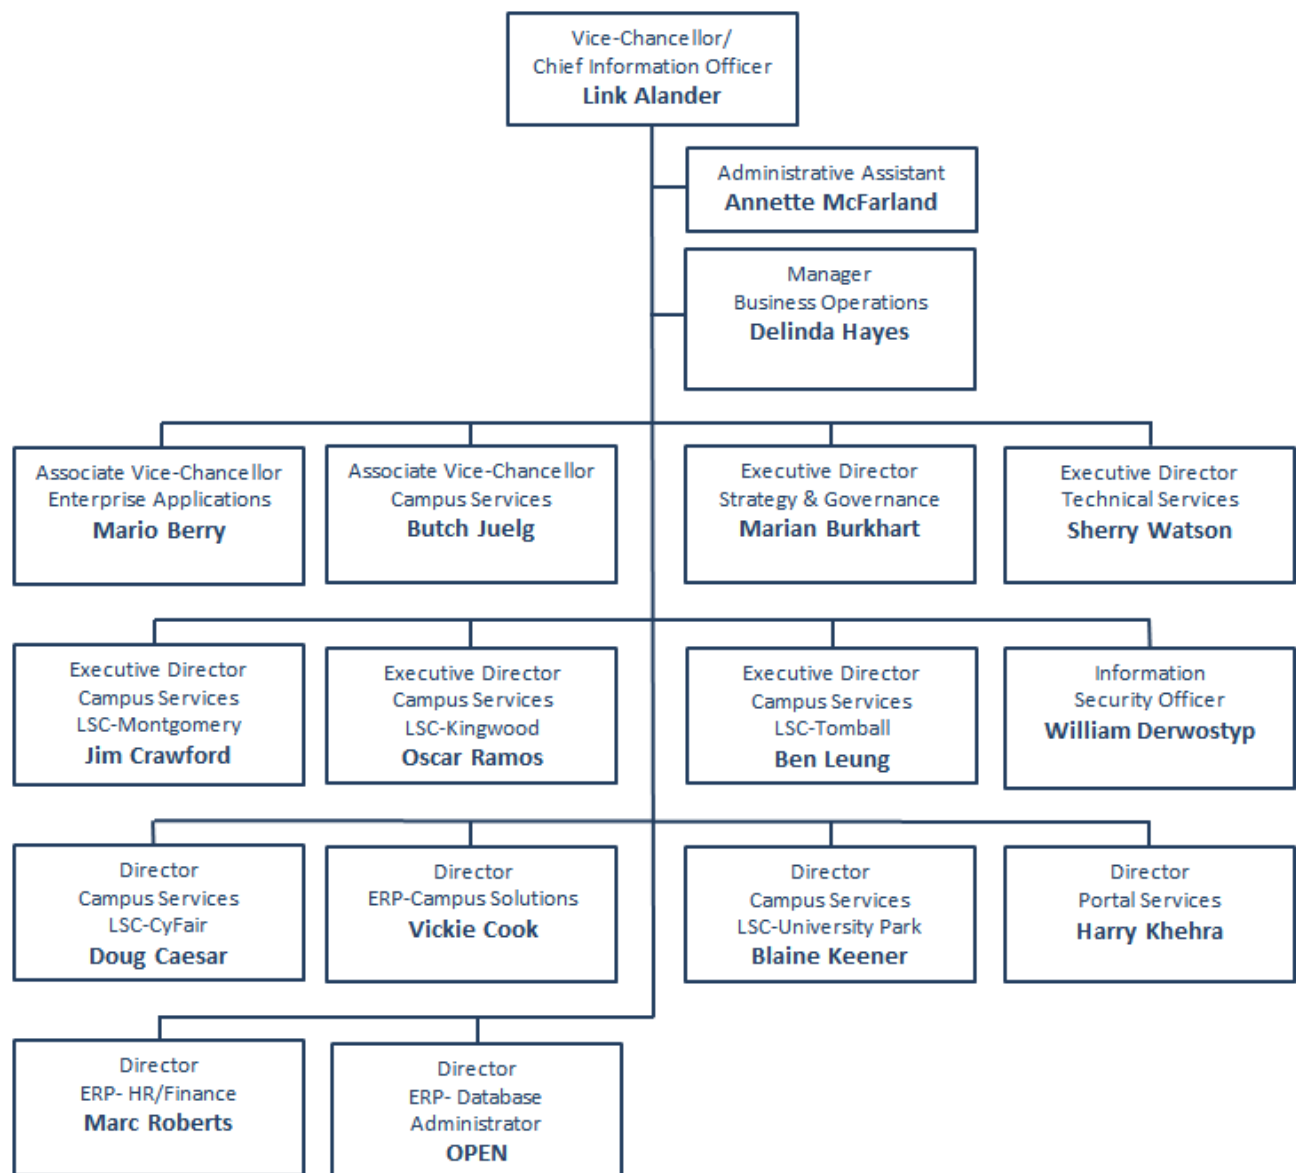 Vice-Chancellor/
Chief Information Officer
Link Alander
Administrative Assistant
Annette McFarland
Manager
Business Operations
Delinda Hayes
Associate Vice-Chancellor
Enterprise Applications
Mario Berry
Associate Vice-Chancellor
Campus Services
Butch Juelg
Executive Director
Strategy & Governance
Marian Burkhart
Executive Director
Technical Services
Sherry Watson
Executive Director
Campus Services
LSC-Montgomery
Jim Crawford
Executive Director
Campus Services
LSC-Kingwood
Oscar Ramos
Executive Director
Campus Services
LSC-Tomball
Ben Leung
Information
Security Officer
William Derwostyp
Director
Campus Services
LSC-CyFair
Doug Caesar
Director
ERP-Campus Solutions
Vickie Cook
Director
Campus Services
LSC-University Park
Blaine Keener
Director
Portal Services
Harry Khehra
Director
ERP- HR/Finance
Marc Roberts
Director
ERP- Database
Administrator
OPEN